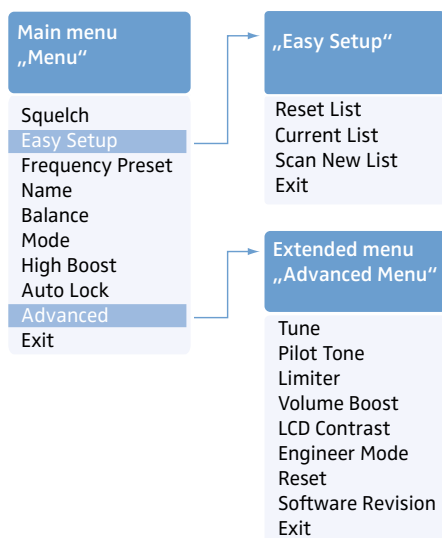 Main menu
„Menu“
Squelch
Easy Setup
Frequency Preset
Name
Balance
Mode
High Boost
Auto Lock
Advanced
Exit
„Easy Setup“
Reset List
Current List
Scan New List
Exit
Extended menu
„Advanced Menu“
Tune
Pilot Tone
Limiter
Volume Boost
LCD Contrast
Engineer Mode
Reset
Software Revision
Exit